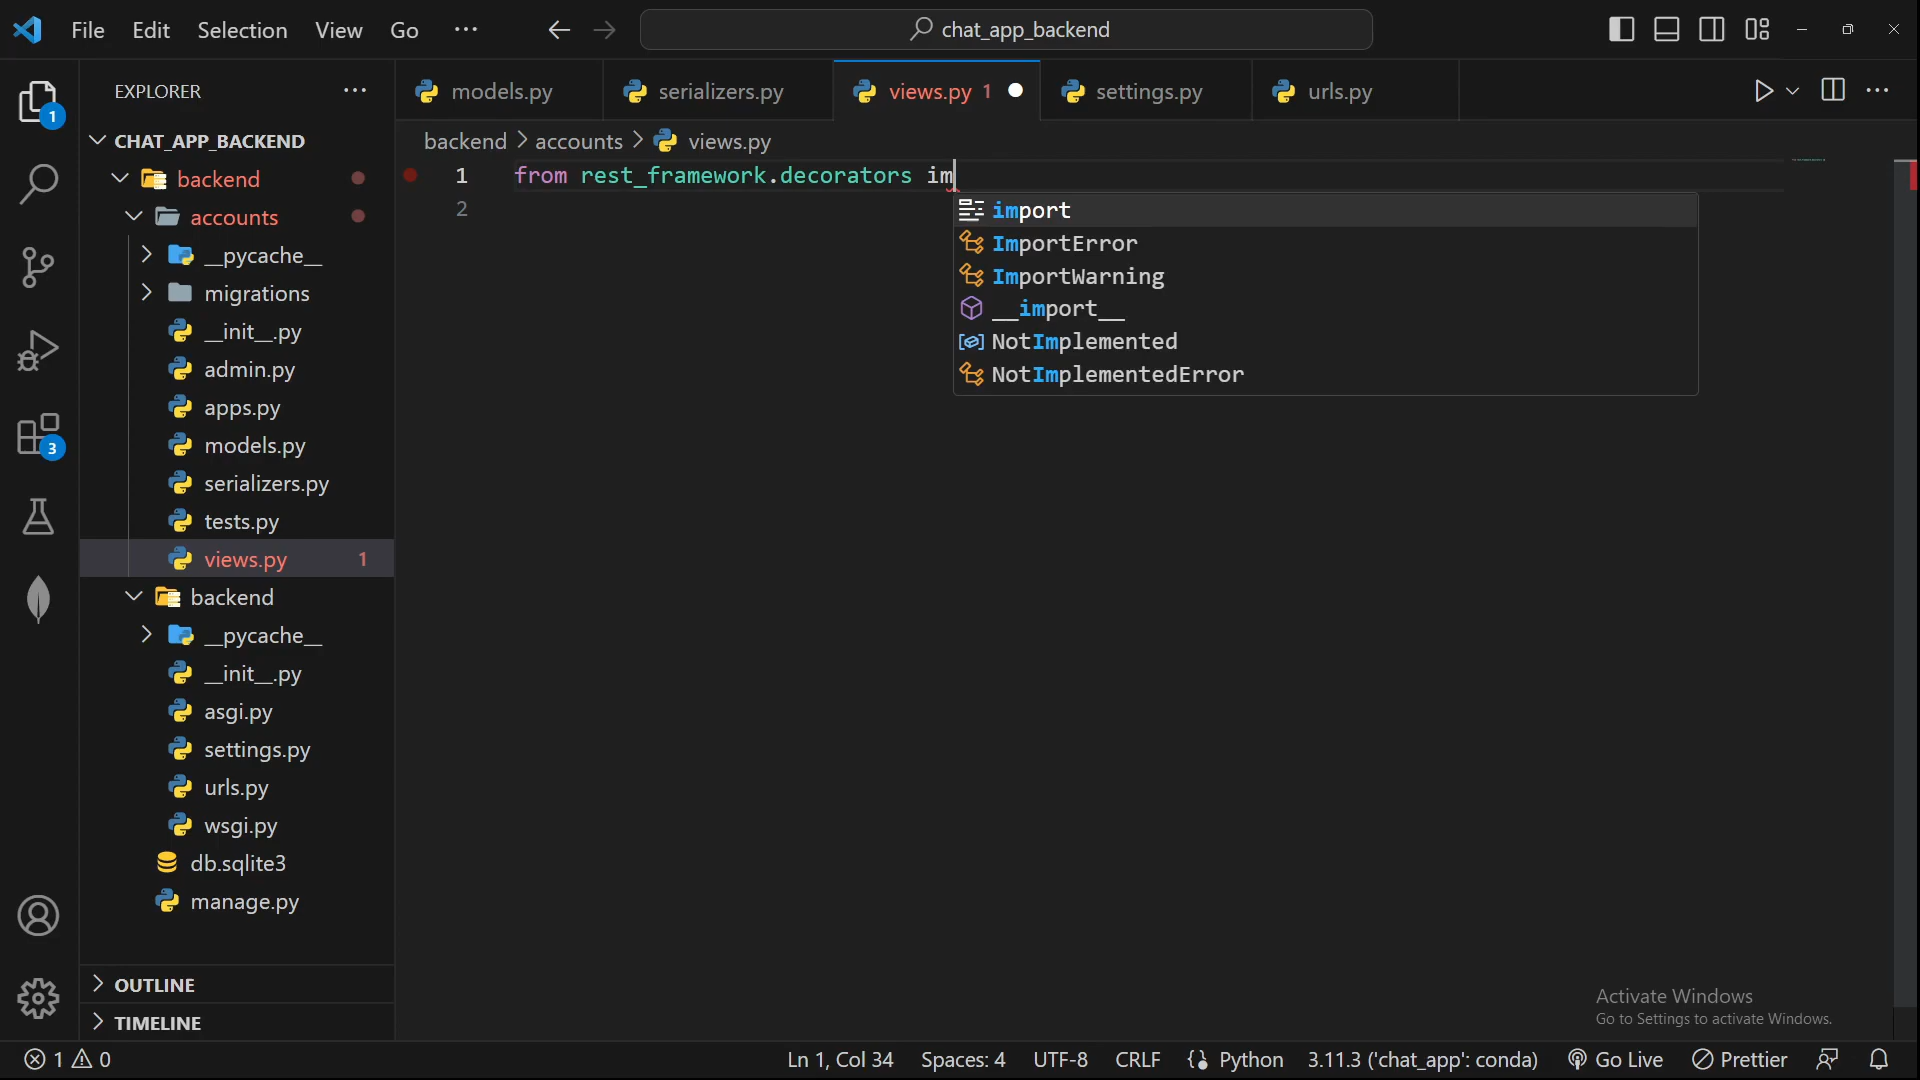 File Edit Selection View Go ··· chat_app_backend
EXPLORER ···
models.py serializers.py views.py 1 settings.py urls.py ···
1
CHAT_APP_BACKEND
backend > accounts > views.py
backend
1 from rest_framework.decorators im
accounts
2
import
ImportError
ImportWarning
__import__
NotImplemented
NotImplementedError
__pycache__
migrations
__init__.py
admin.py
apps.py
models.py
3
serializers.py
tests.py
views.py 1
backend
__pycache__
__init__.py
asgi.py
settings.py
urls.py
wsgi.py
db.sqlite3
manage.py
OUTLINE
TIMELINE
Activate Windows
Go to Settings to activate Windows.
1 0 Ln 1, Col 34 Spaces: 4 UTF-8 CRLF Python 3.11.3 ('chat_app': conda) Go Live Prettier